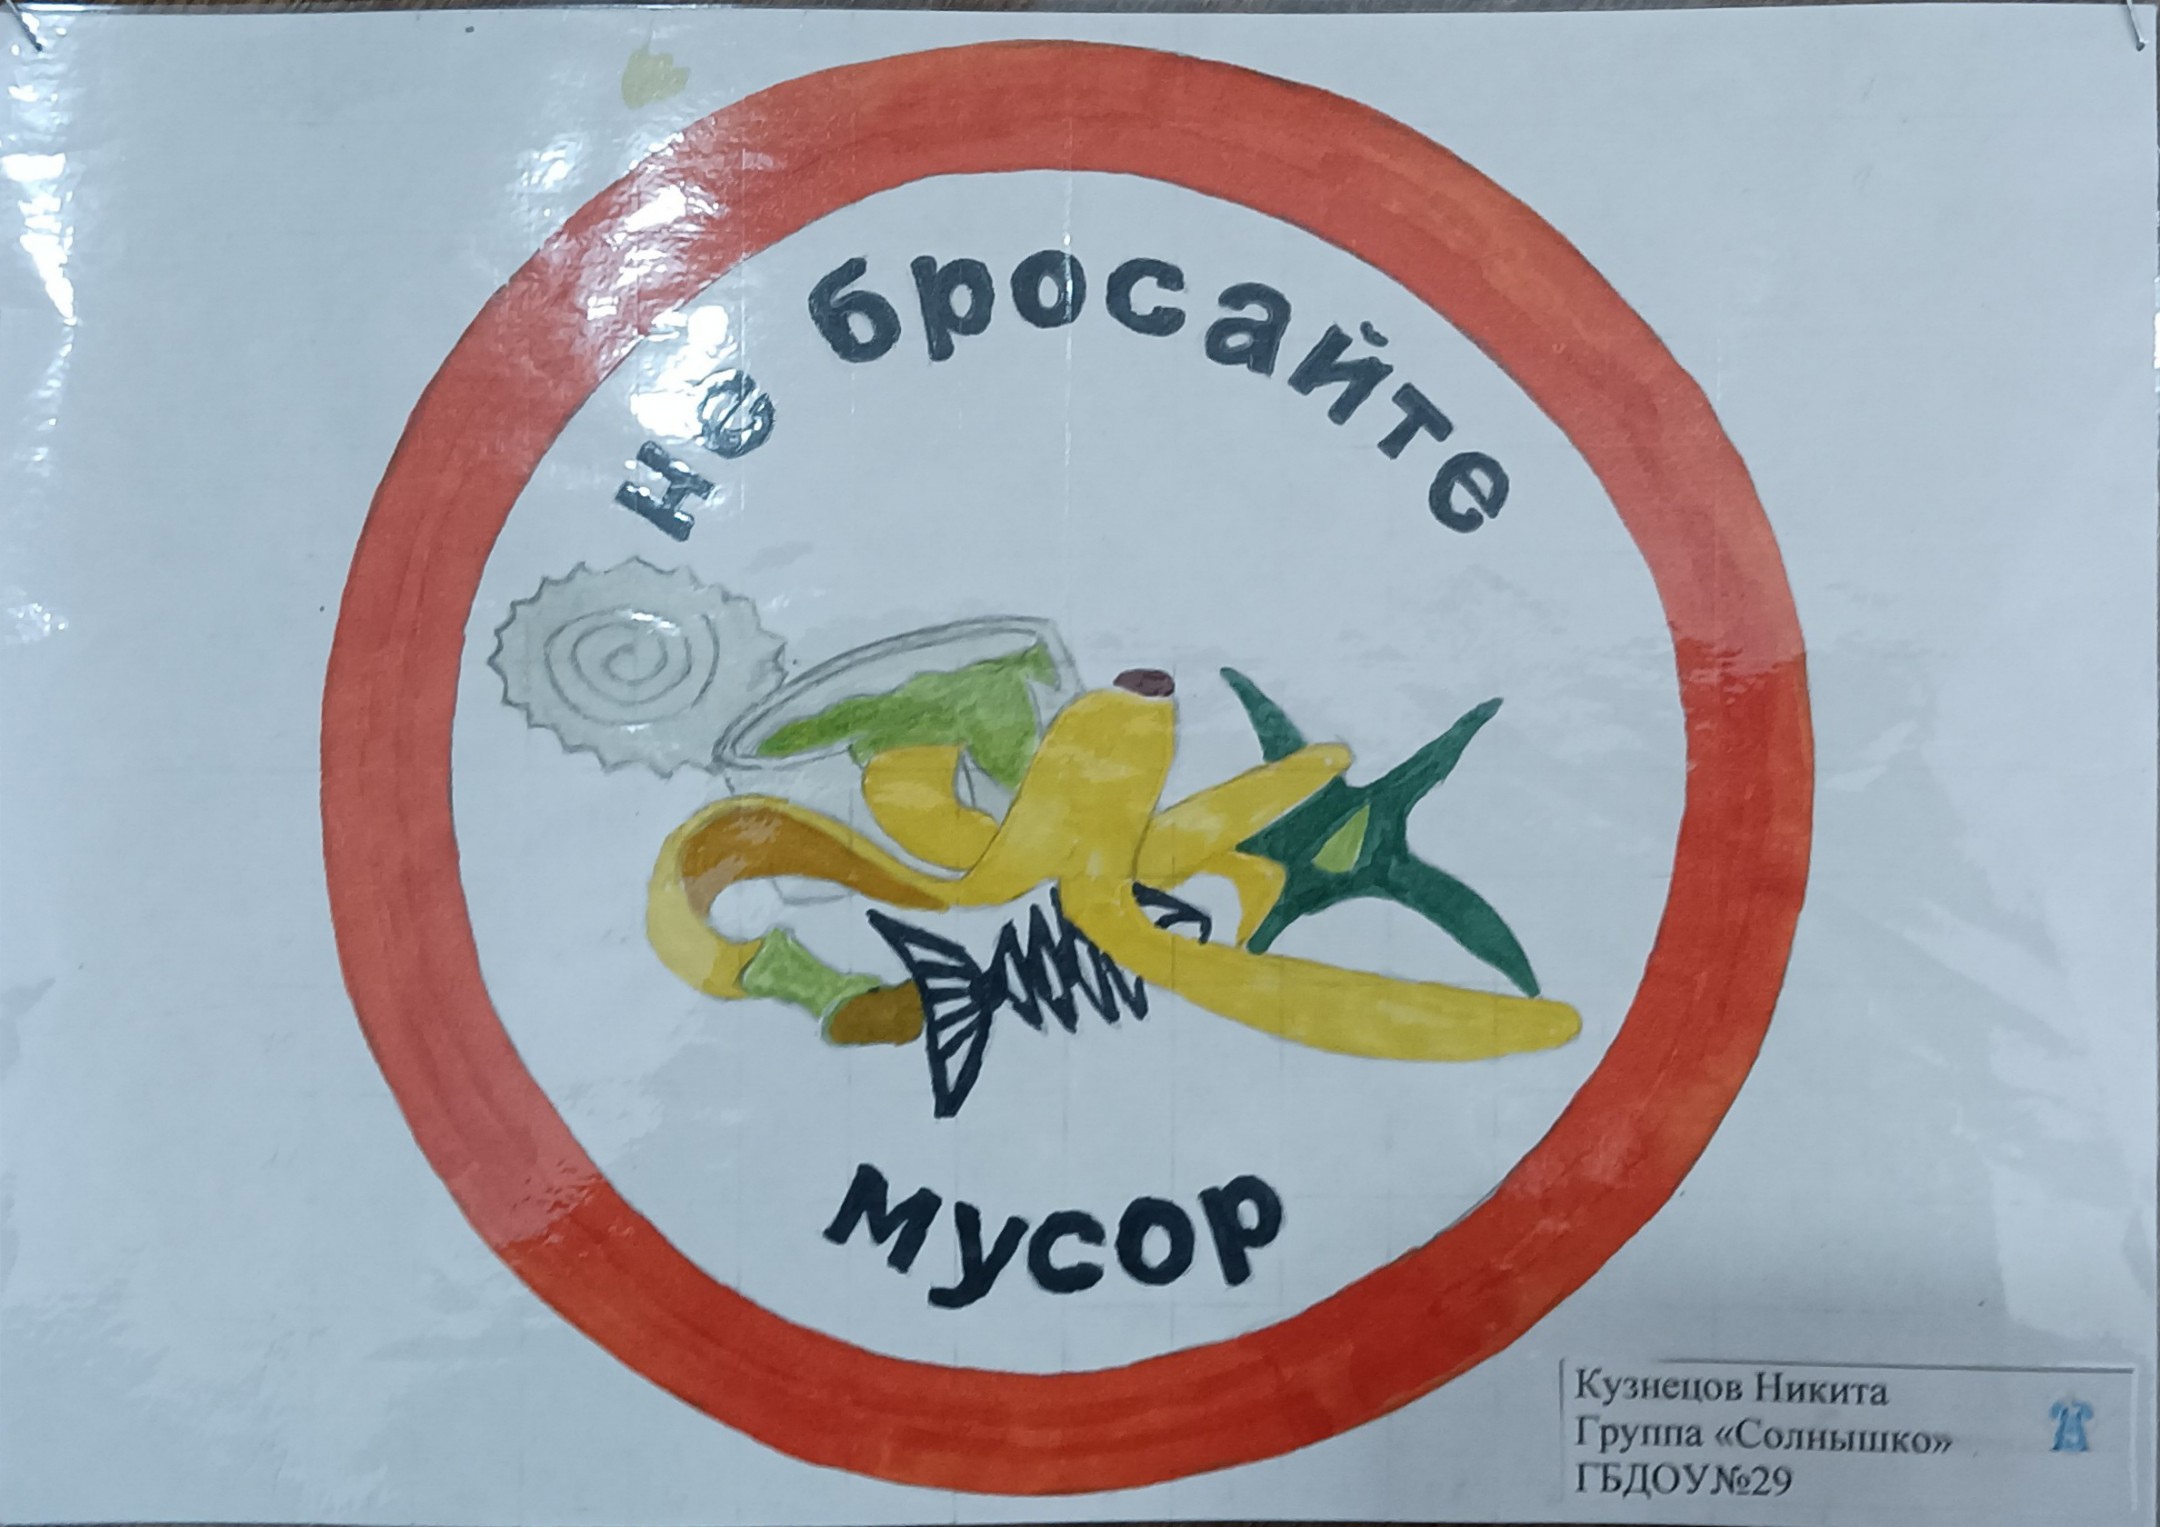 не бросайте
мусор
Кузнецов Никита
Группа «Солнышко»
ГБДОУ№29